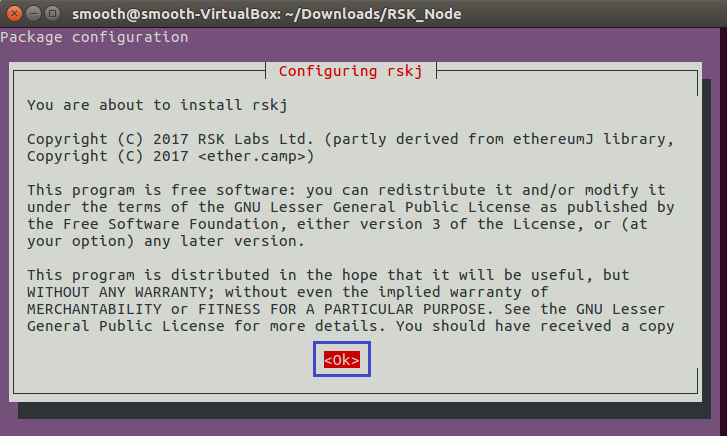 smooth@smooth-VirtualBox: ~/Downloads/RSK_Node
Package configuration
Configuring rskj
You are about to install rskj
Copyright (C) 2017 RSK Labs Ltd. (partly derived from ethereumJ library,
Copyright (C) 2017 <ether.camp>)
This program is free software: you can redistribute it and/or modify it
under the terms of the GNU Lesser General Public License as published by
the Free Software Foundation, either version 3 of the License, or (at
your option) any later version.
This program is distributed in the hope that it will be useful, but
WITHOUT ANY WARRANTY; without even the implied warranty of
MERCHANTABILITY or FITNESS FOR A PARTICULAR PURPOSE. See the GNU Lesser
General Public License for more details. You should have received a copy
<Ok>